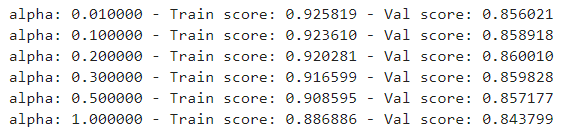 alpha: 0.010000 - Train score: 0.925819 - Val score: 0.856021
alpha: 0.100000 - Train score: 0.923610 - Val score: 0.858918
alpha: 0.200000 - Train score: 0.920281 - Val score: 0.860010
alpha: 0.300000 - Train score: 0.916599 - Val score: 0.859828
alpha: 0.500000 - Train score: 0.908595 - Val score: 0.857177
alpha: 1.000000 - Train score: 0.886886 - Val score: 0.843799